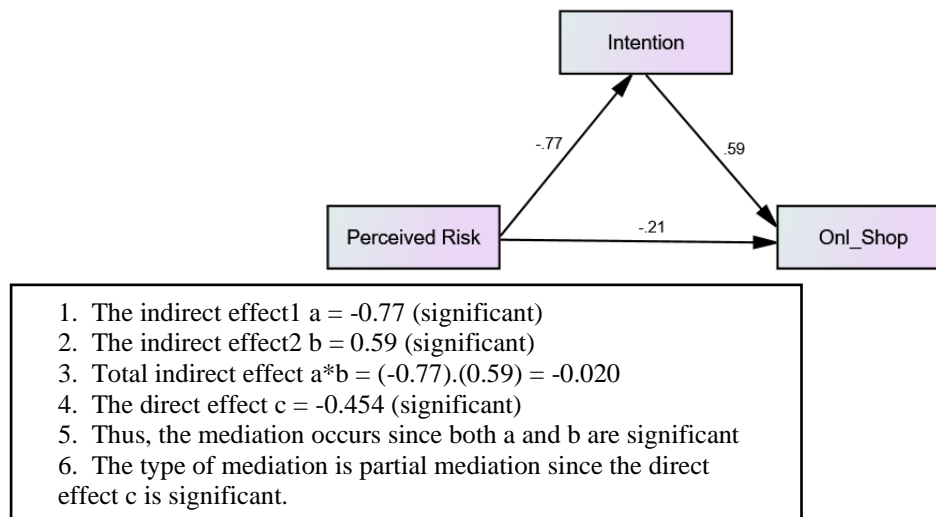 Intention
-.77
.59
Perceived Risk
-.21
Onl_Shop
1. The indirect effect1 a = -0.77 (significant)
2. The indirect effect2 b = 0.59 (significant)
3. Total indirect effect a*b = (-0.77).(0.59) = -0.020
4. The direct effect c = -0.454 (significant)
5. Thus, the mediation occurs since both a and b are significant
6. The type of mediation is partial mediation since the direct
effect c is significant.